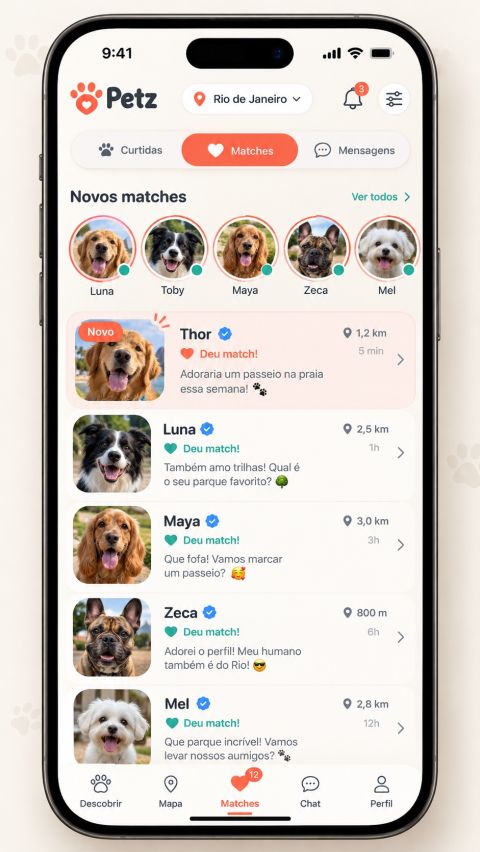 9:41
Petz
Rio de Janeiro
3
Curtidas
Matches
Mensagens
Novos matches
Ver todos
Luna
Toby
Maya
Zeca
Mel
Novo
Thor
1,2 km
Deu match!
5 min
Adoraria um passeio na praia
essa semana! 🐾
Luna
2,5 km
Deu match!
1h
Também amo trilhas! Qual é
o seu parque favorito? 🌳
Maya
3,0 km
Deu match!
3h
Que fofa! Vamos marcar
um passeio? 🥰
Zeca
800 m
Deu match!
6h
Adorei o perfil! Meu humano
também é do Rio! 😎
Mel
2,8 km
Deu match!
12h
Que parque incrível! Vamos
levar nossos aumigos? 🐾
12
Descobrir
Mapa
Matches
Chat
Perfil